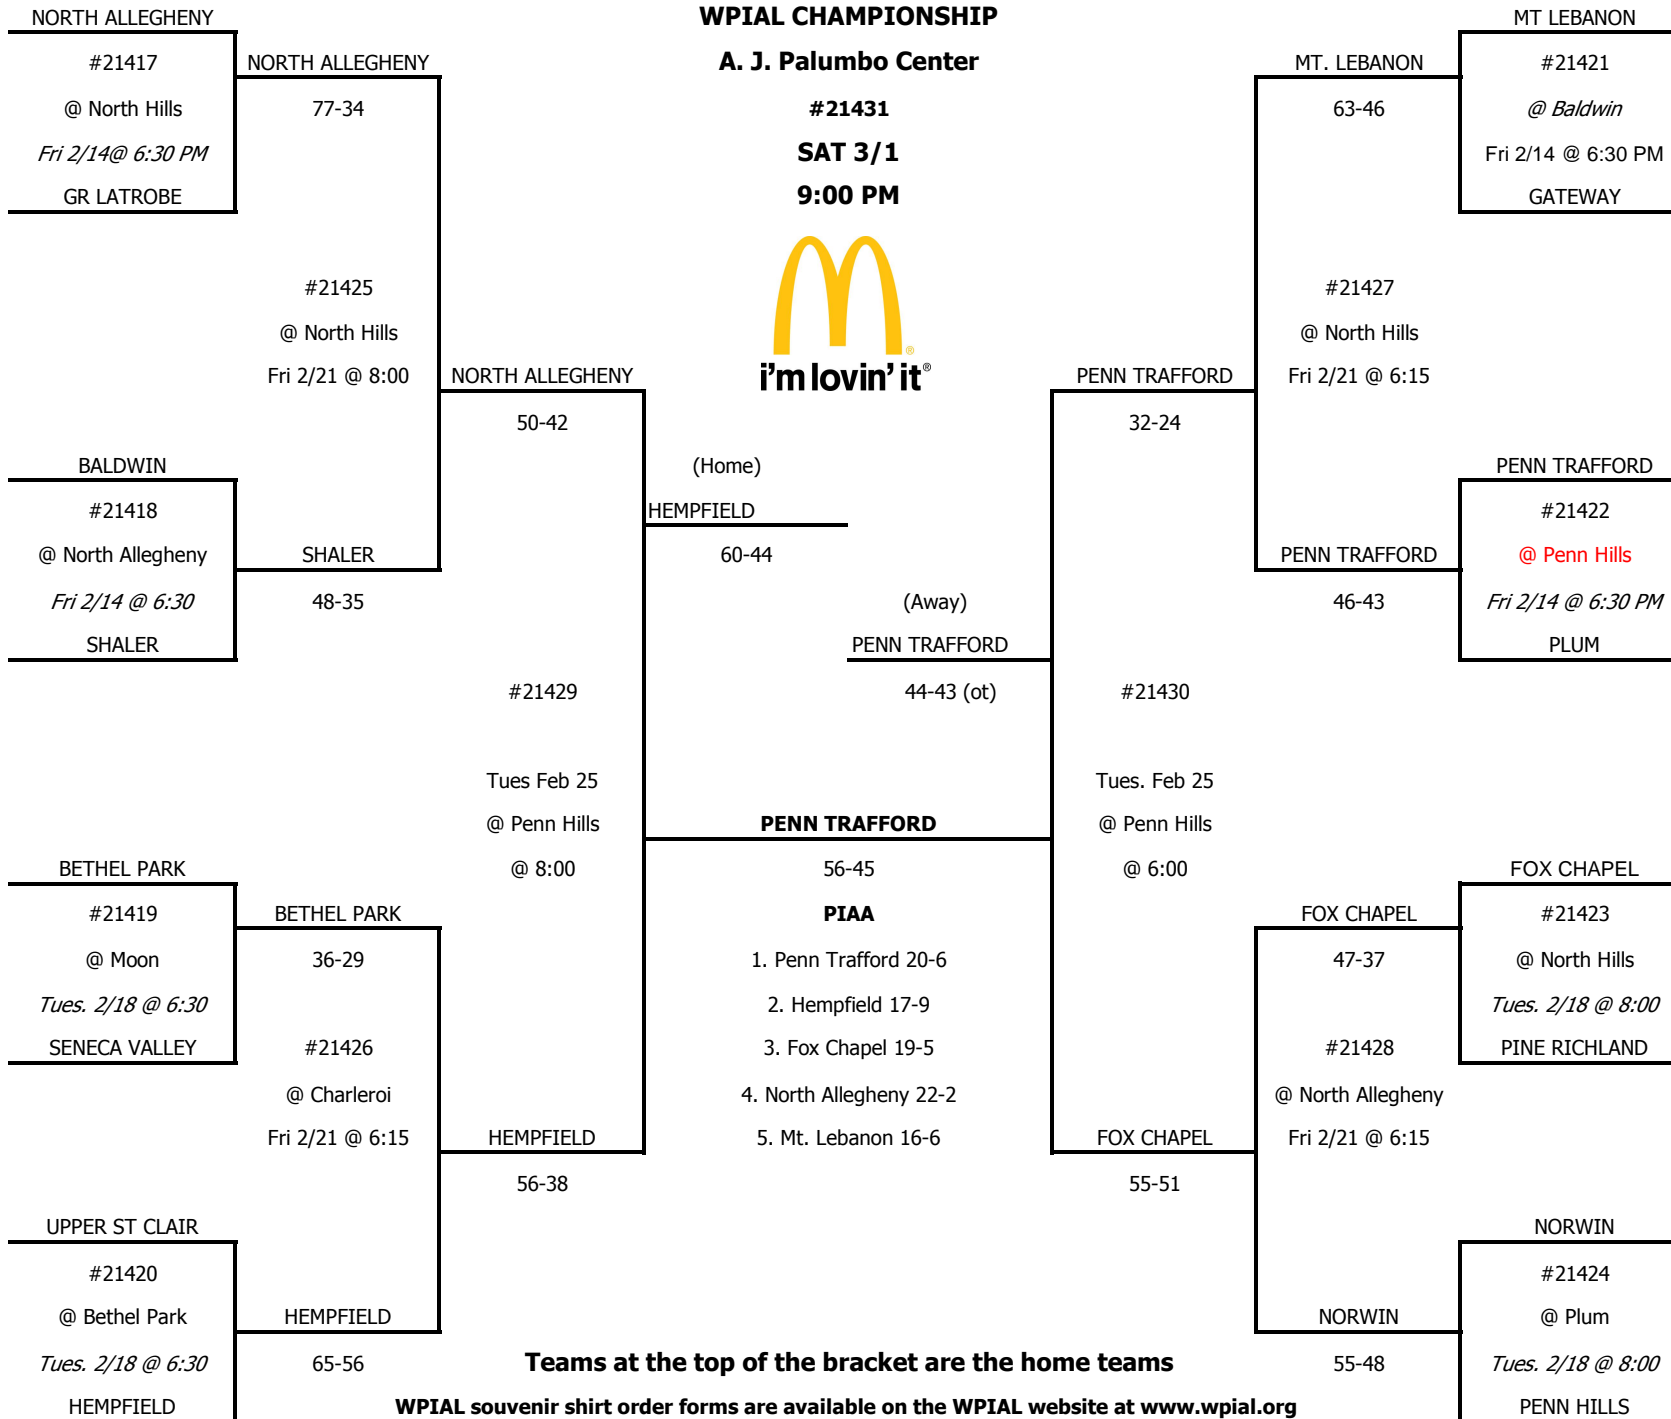 NORTH ALLEGHENY
WPIAL CHAMPIONSHIP
MT LEBANON
#21417
NORTH ALLEGHENY
A. J. Palumbo Center
MT. LEBANON
#21421
@ North Hills
77-34
#21431
63-46
@ Baldwin
Fri 2/14@ 6:30 PM
SAT 3/1
Fri 2/14 @ 6:30 PM
GR LATROBE
9:00 PM
GATEWAY
#21425
#21427
@ North Hills
@ North Hills
Fri 2/21 @ 8:00
NORTH ALLEGHENY
i'm lovin' it®
PENN TRAFFORD
Fri 2/21 @ 6:15
50-42
32-24
BALDWIN
(Home)
PENN TRAFFORD
#21418
HEMPFIELD
#21422
@ North Allegheny
SHALER
60-44
PENN TRAFFORD
@ Penn Hills
Fri 2/14 @ 6:30
48-35
(Away)
46-43
Fri 2/14 @ 6:30 PM
SHALER
PENN TRAFFORD
PLUM
#21429
44-43 (ot)
#21430
Tues Feb 25
Tues. Feb 25
@ Penn Hills
PENN TRAFFORD
@ Penn Hills
BETHEL PARK
@ 8:00
56-45
@ 6:00
FOX CHAPEL
#21419
BETHEL PARK
PIAA
FOX CHAPEL
#21423
@ Moon
36-29
1. Penn Trafford 20-6
47-37
@ North Hills
Tues. 2/18 @ 6:30
2. Hempfield 17-9
Tues. 2/18 @ 8:00
SENECA VALLEY
#21426
3. Fox Chapel 19-5
#21428
PINE RICHLAND
@ Charleroi
4. North Allegheny 22-2
@ North Allegheny
Fri 2/21 @ 6:15
HEMPFIELD
5. Mt. Lebanon 16-6
FOX CHAPEL
Fri 2/21 @ 6:15
56-38
55-51
UPPER ST CLAIR
NORWIN
#21420
#21424
@ Bethel Park
HEMPFIELD
NORWIN
@ Plum
Tues. 2/18 @ 6:30
65-56
Teams at the top of the bracket are the home teams
55-48
Tues. 2/18 @ 8:00
HEMPFIELD
WPIAL souvenir shirt order forms are available on the WPIAL website at www.wpial.org
PENN HILLS